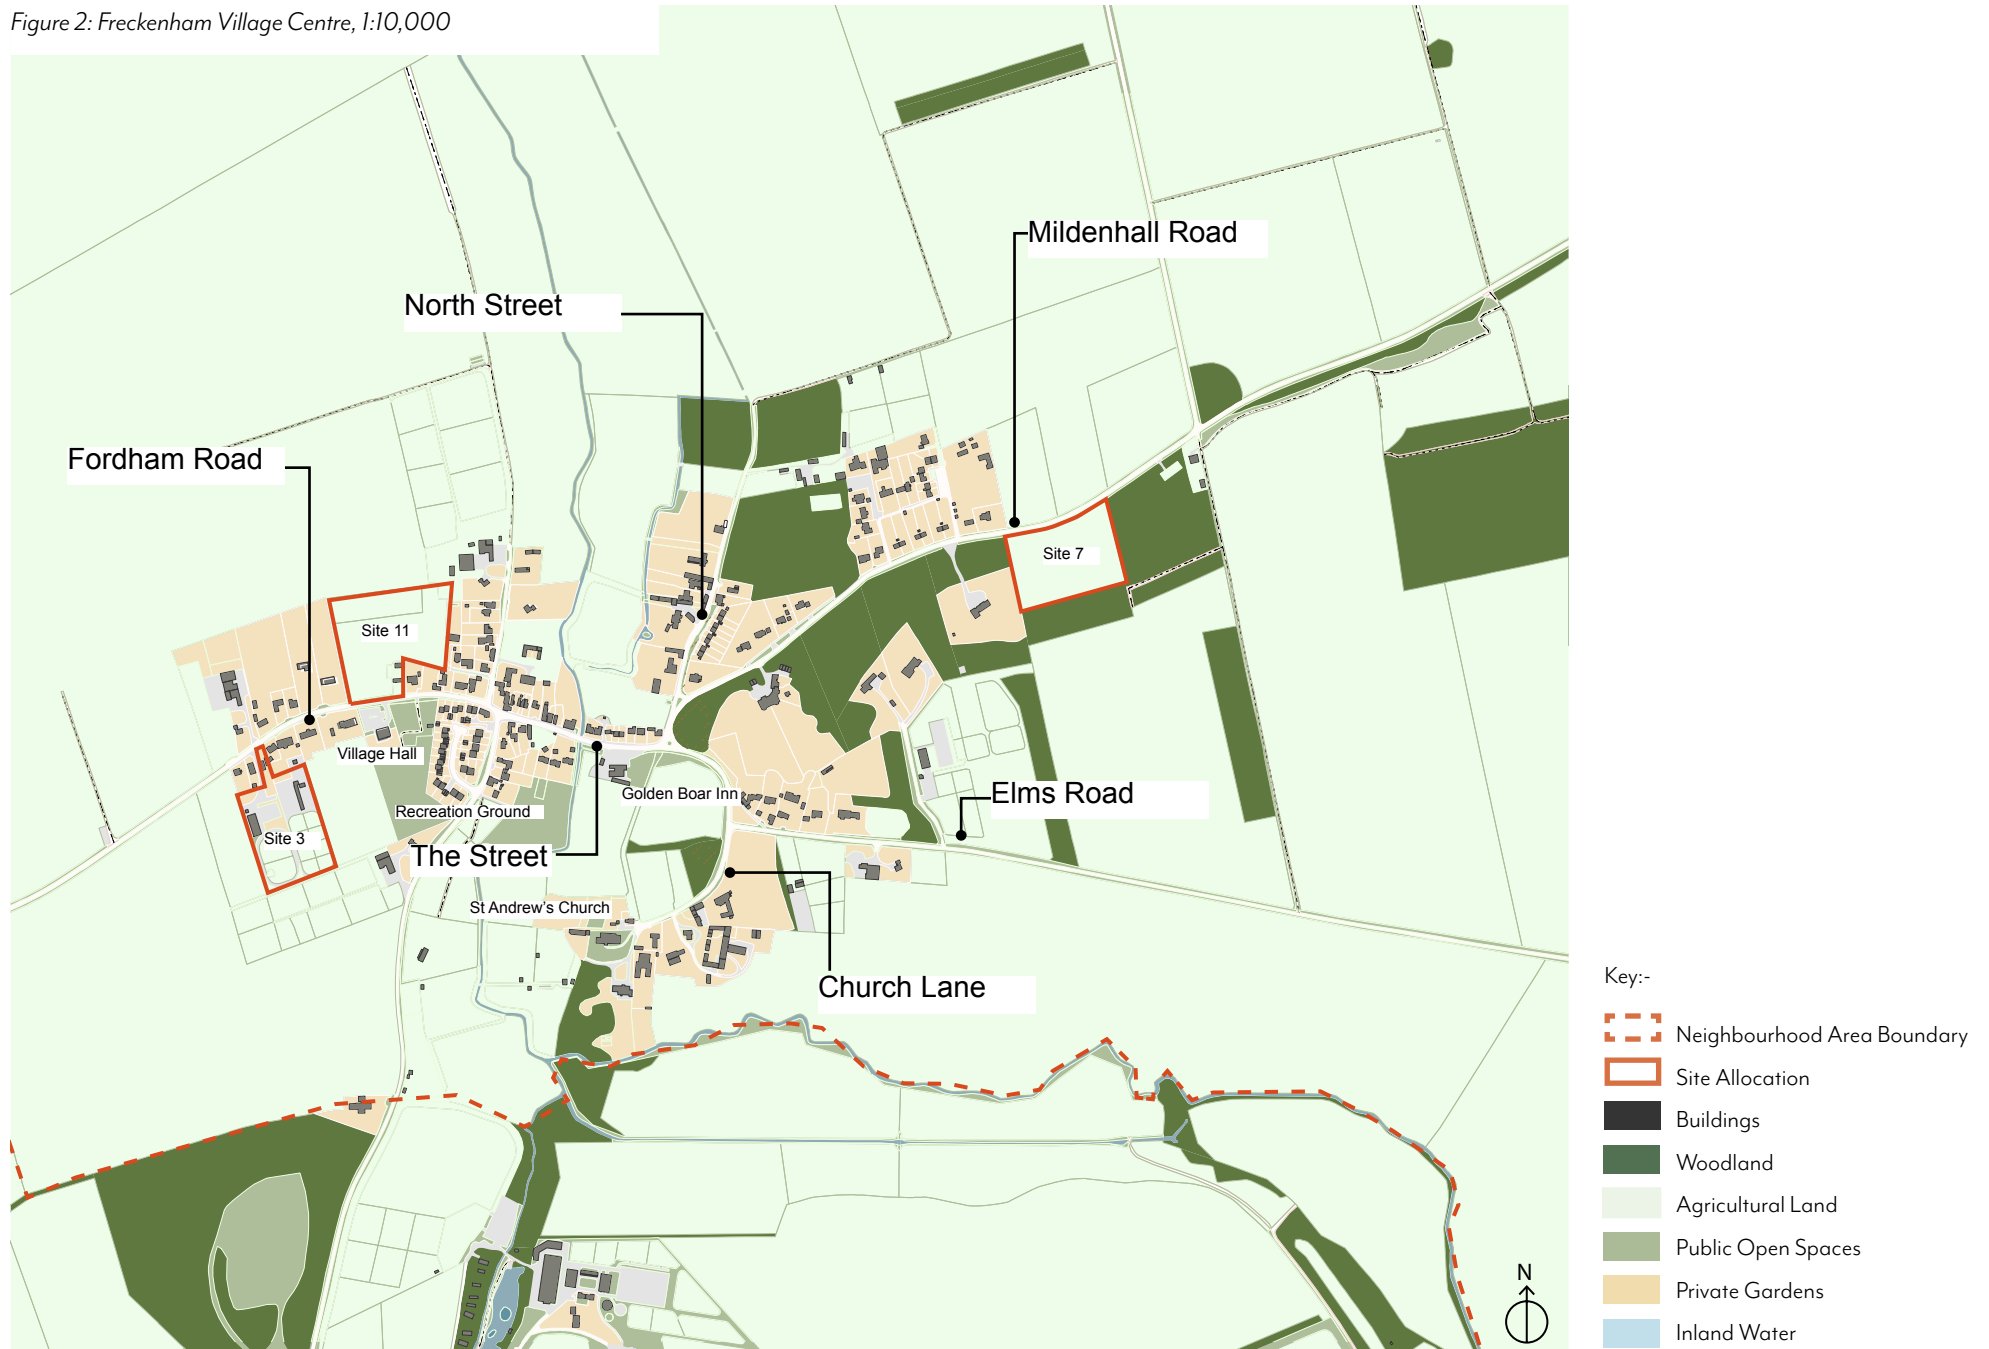 Figure 2: Freckenham Village Centre, 1:10,000
Mildenhall Road
North Street
Fordham Road
Site 7
Site 11
Village Hall
Golden Boar Inn
Elms Road
Recreation Ground
Site 3
The Street
St Andrew's Church
Church Lane
Key:-
Neighbourhood Area Boundary
Site Allocation
Buildings
Woodland
Agricultural Land
Public Open Spaces
Private Gardens
Inland Water
N